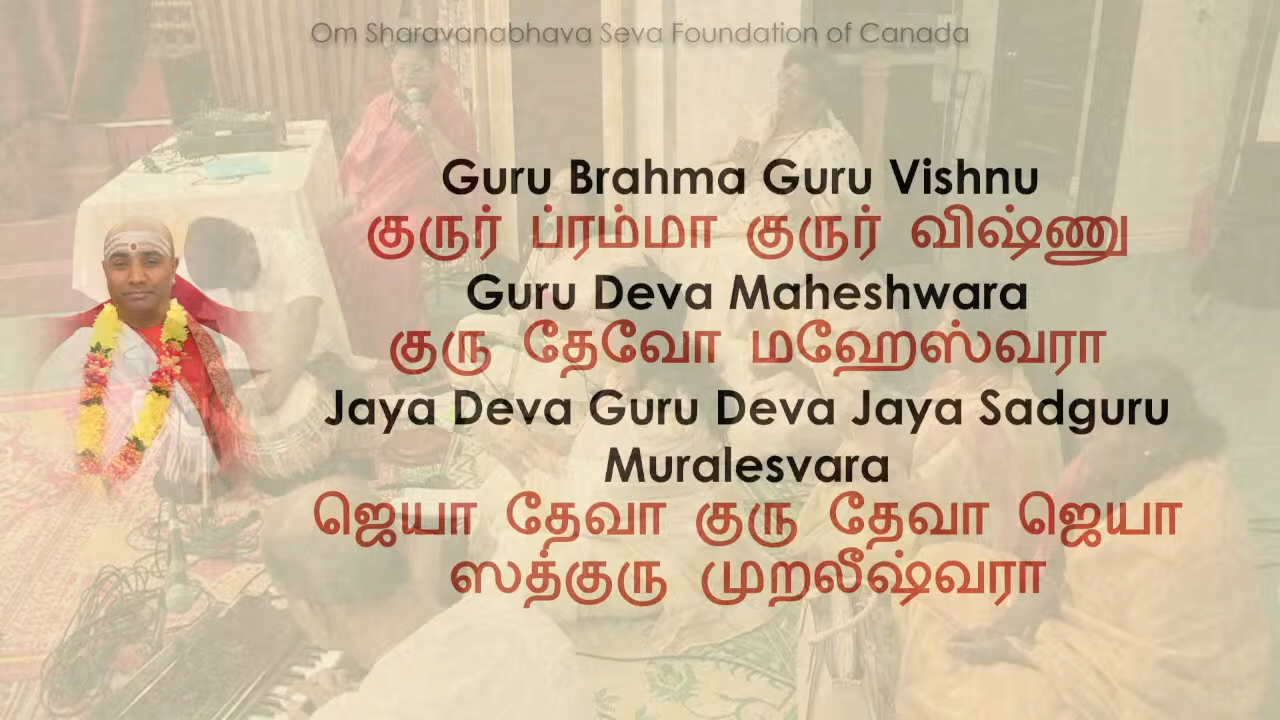 Om Sharavanabhava Seva Foundation of Canada
Guru Brahma Guru Vishnu
குருர் ப்ரம்மா குருர் விஷ்ணு
Guru Deva Maheshwara
குரு தேவோ மஹேஸ்வரா
Jaya Deva Guru Deva Jaya Sadguru
Muralesvara
ஜெயா தேவா குரு தேவா ஜெயா
ஸத்குரு முறலீஷ்வரா